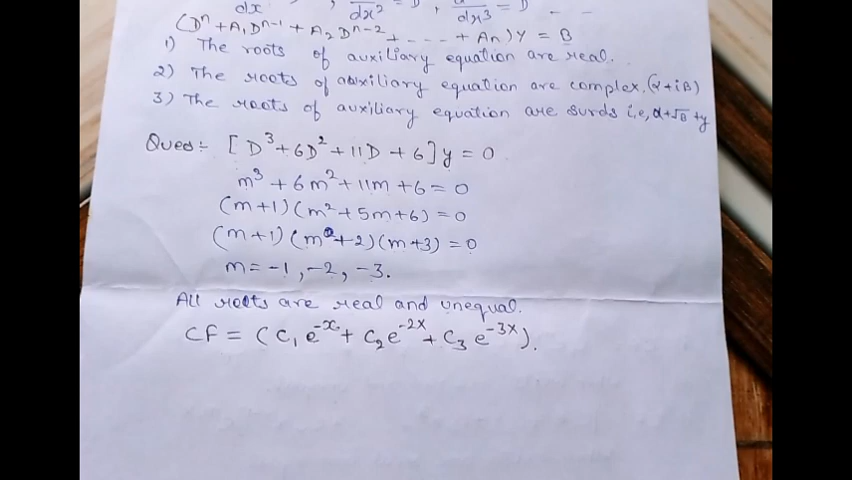 dx dx² = D, dx³ = D - -
(Dⁿ + A₁Dⁿ⁻¹ + A₂Dⁿ⁻² + - - - - + An) y = B
1) The roots of auxiliary equation are real.
2) The roots of auxiliary equation are complex. (α+iβ)
3) The roots of auxiliary equation are surds i,e, α+√β +y
Ques:- [D³+6D²+11D+6]y = 0
m³+6m²+11m+6=0
(m+1)(m²+5m+6)=0
(m+1)(m+2)(m+3)=0
m=-1,-2,-3.
All roots are real and unequal.
CF = (C₁e⁻ˣ + C₂e⁻²ˣ + C₃e⁻³ˣ).